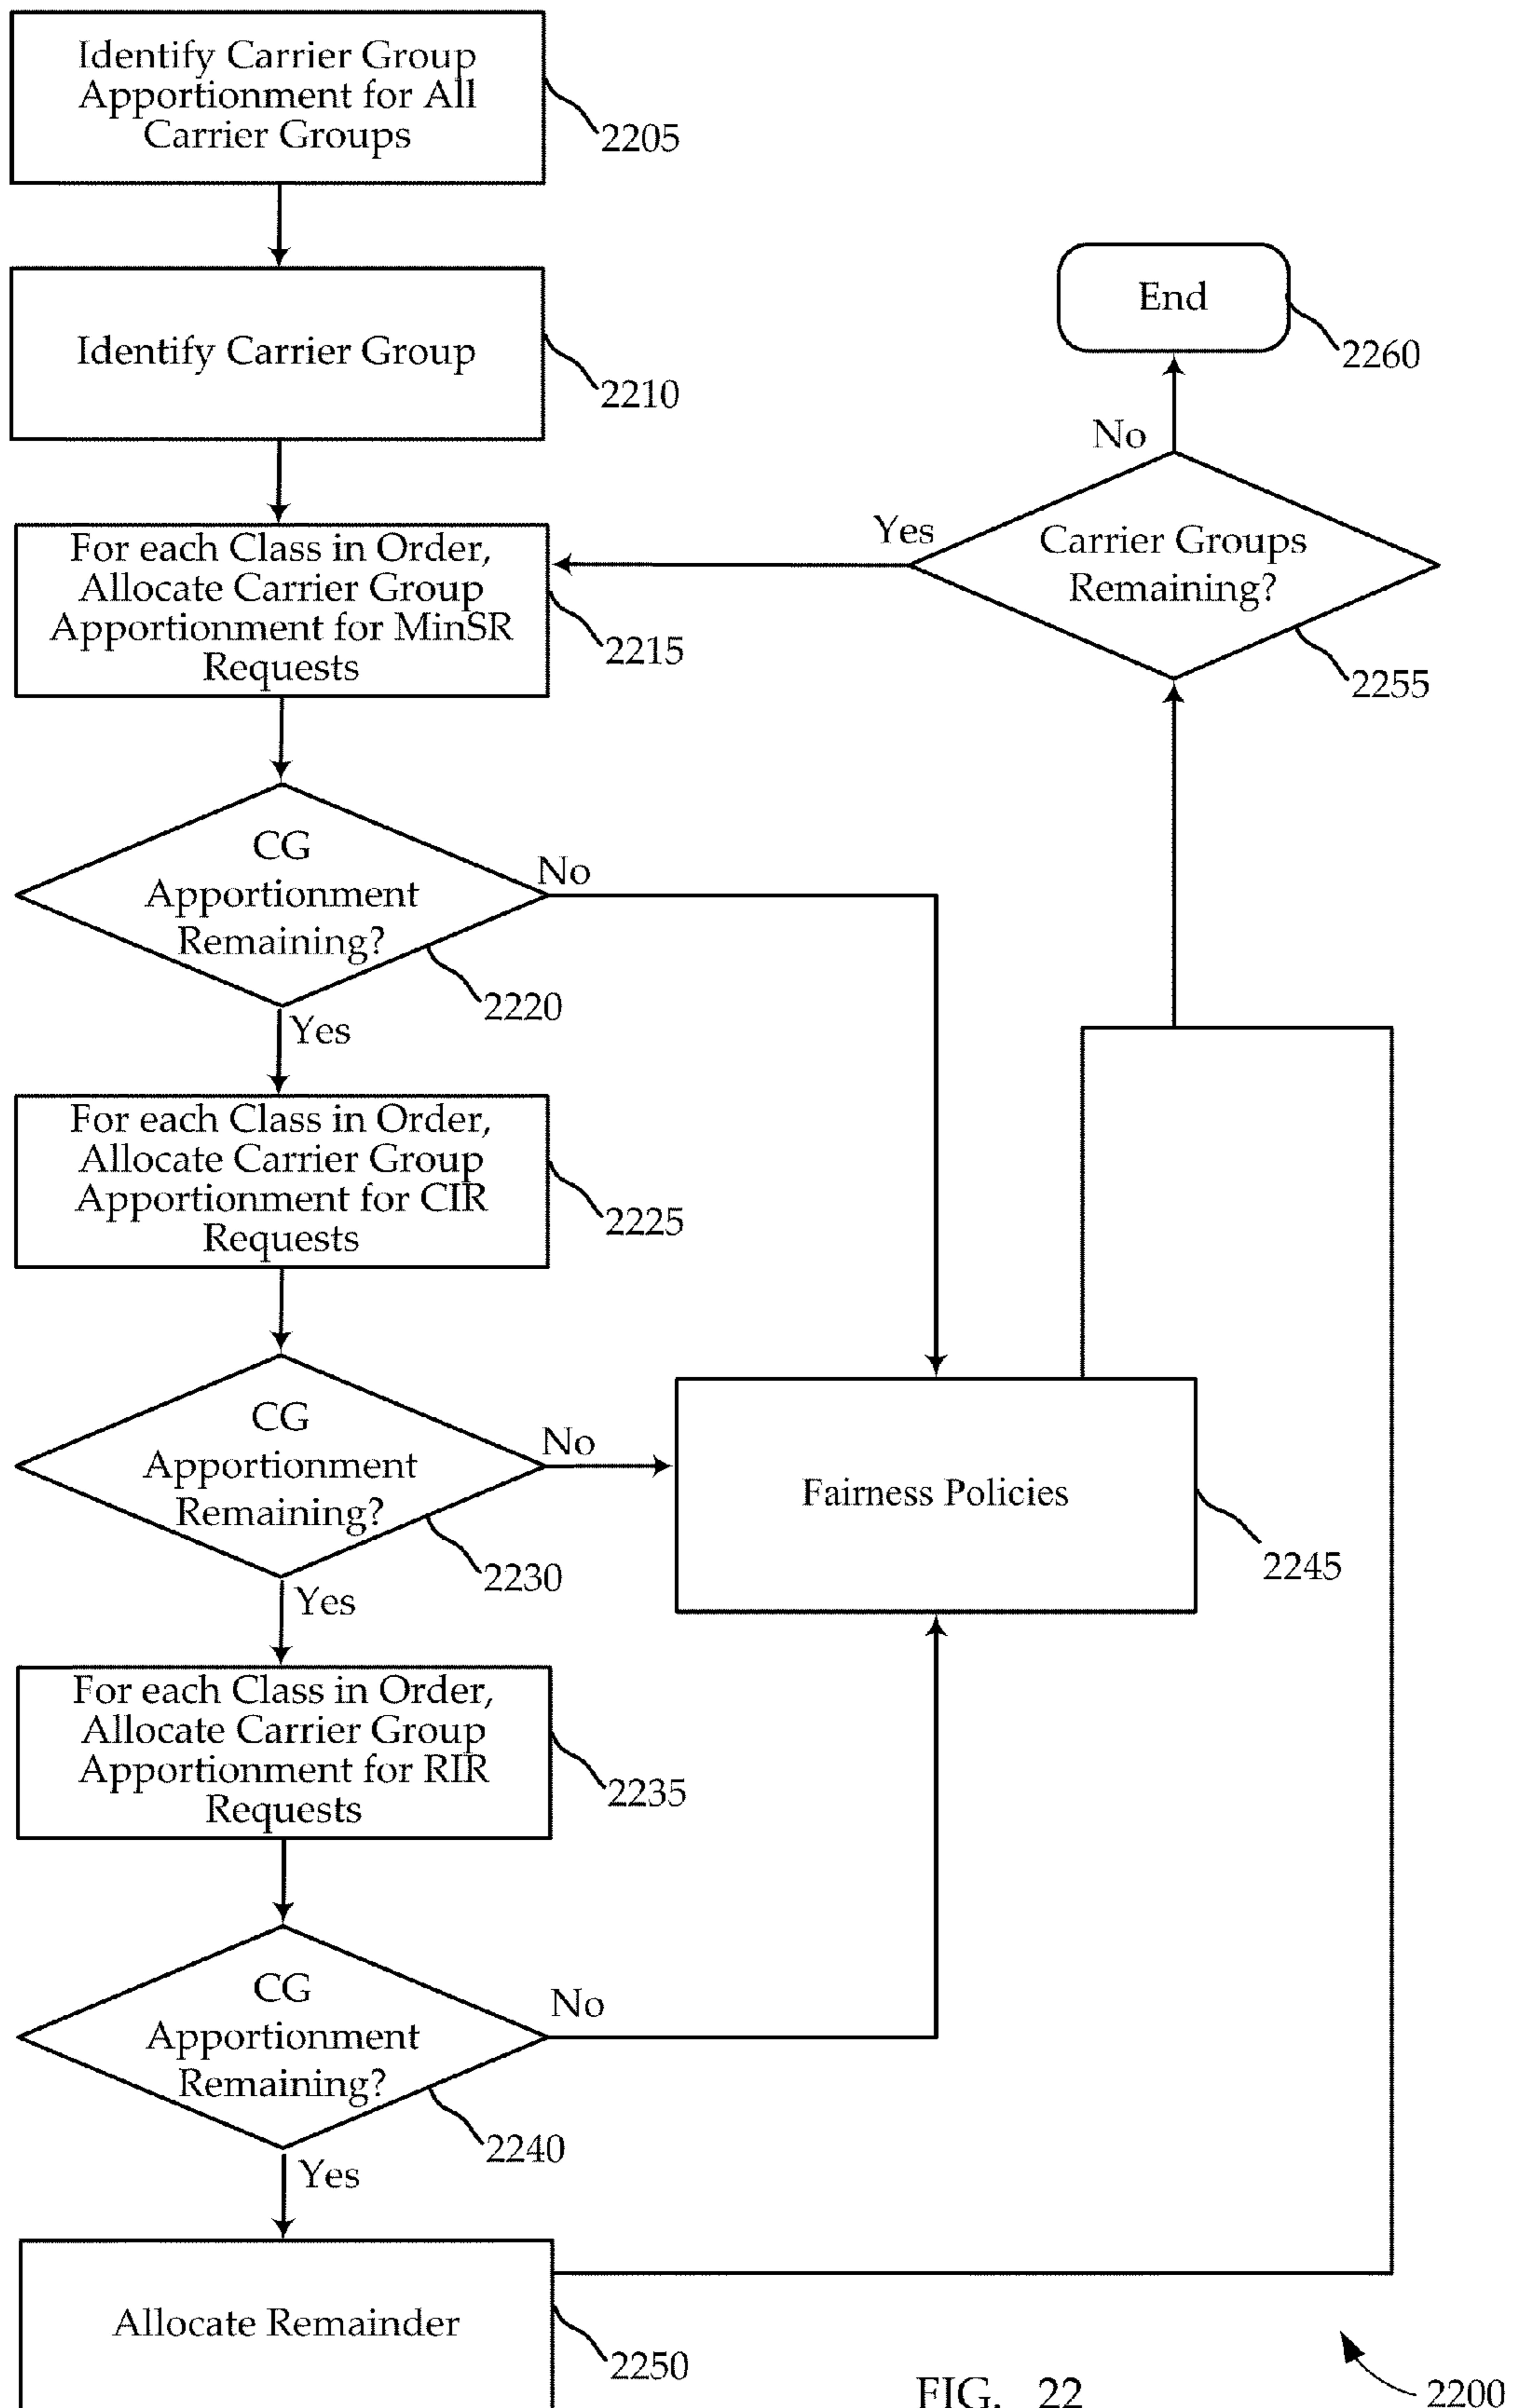 Identify Carrier Group
Apportionment for All
Carrier Groups
2205
Identify Carrier Group
2210
End
2260
No
Carrier Groups
Remaining?
Yes
2255
For each Class in Order,
Allocate Carrier Group
Apportionment for MinSR
Requests
2215
CG
Apportionment
Remaining?
No
2220
Yes
For each Class in Order,
Allocate Carrier Group
Apportionment for CIR
Requests
2225
CG
Apportionment
Remaining?
No
2230
Yes
Fairness Policies
2245
For each Class in Order,
Allocate Carrier Group
Apportionment for RIR
Requests
2235
CG
Apportionment
Remaining?
No
2240
Yes
Allocate Remainder
2250
FIG. 22
2200